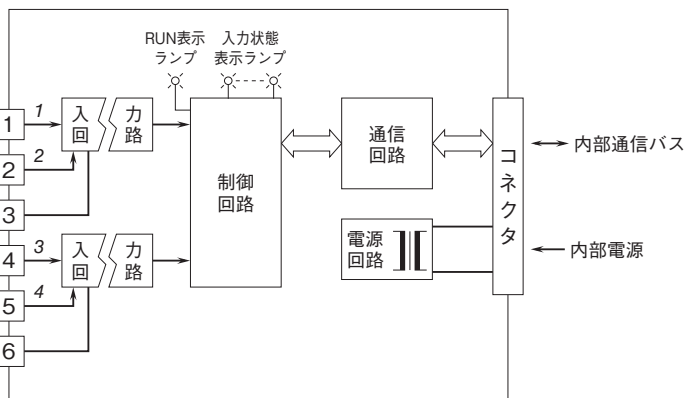 RUN表示
ランプ
入力状態
表示ランプ
1
1
入力
回路
2
2
3
4
3
入力
回路
5
4
6
制御
回路
通信
回路
電源
回路
コネクタ
内部通信バス
内部電源